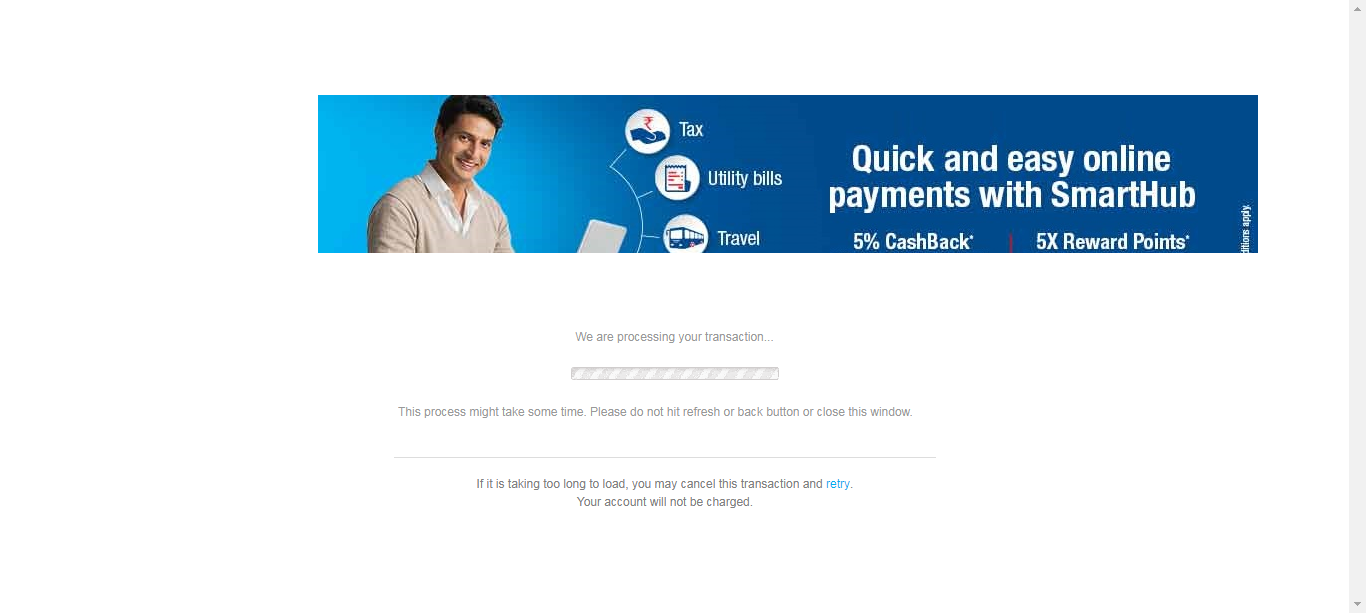 Tax
Utility bills
Travel
Quick and easy online
payments with SmartHub
5% CashBack*
5X Reward Points*
apply.
We are processing your transaction...
This process might take some time. Please do not hit refresh or back button or close this window.
If it is taking too long to load, you may cancel this transaction and retry.
Your account will not be charged.